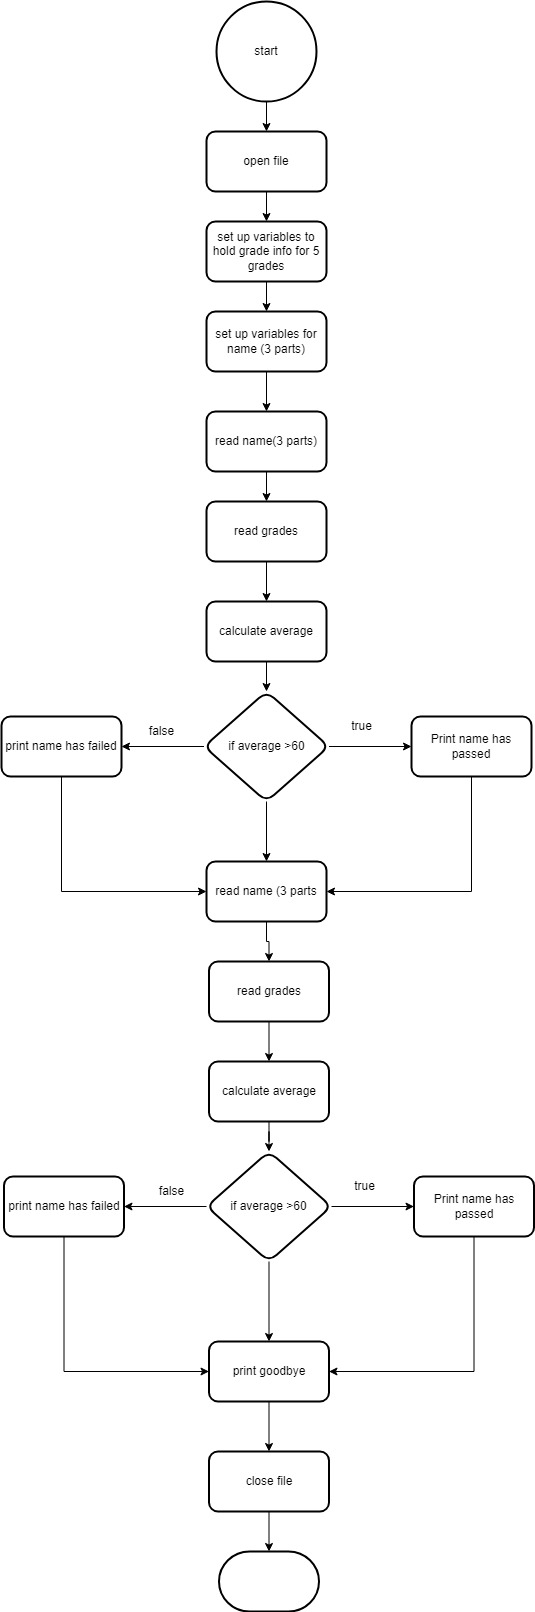 start
open file
set up variables to
hold grade info for 5
grades
set up variables for
name (3 parts)
read name(3 parts)
read grades
calculate average
false
true
print name has failed
if average >60
Print name has
passed
read name (3 parts
read grades
calculate average
false
true
print name has failed
if average >60
Print name has
passed
print goodbye
close file